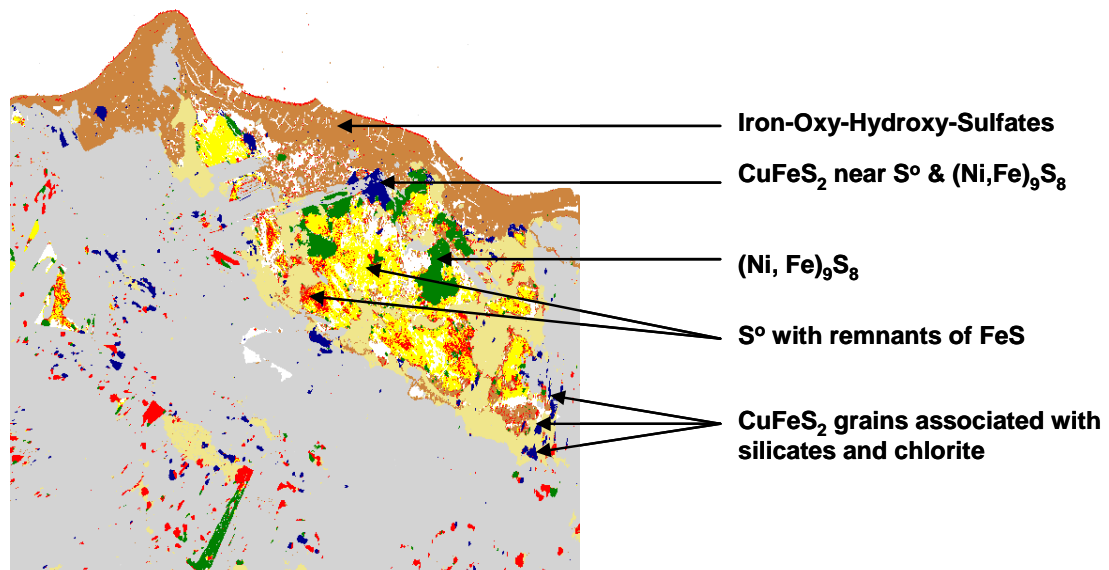 Iron-Oxy-Hydroxy-Sulfates
CuFeS₂ near Sº & (Ni,Fe)₉S₈
(Ni, Fe)₉S₈
Sº with remnants of FeS
CuFeS₂ grains associated with
silicates and chlorite